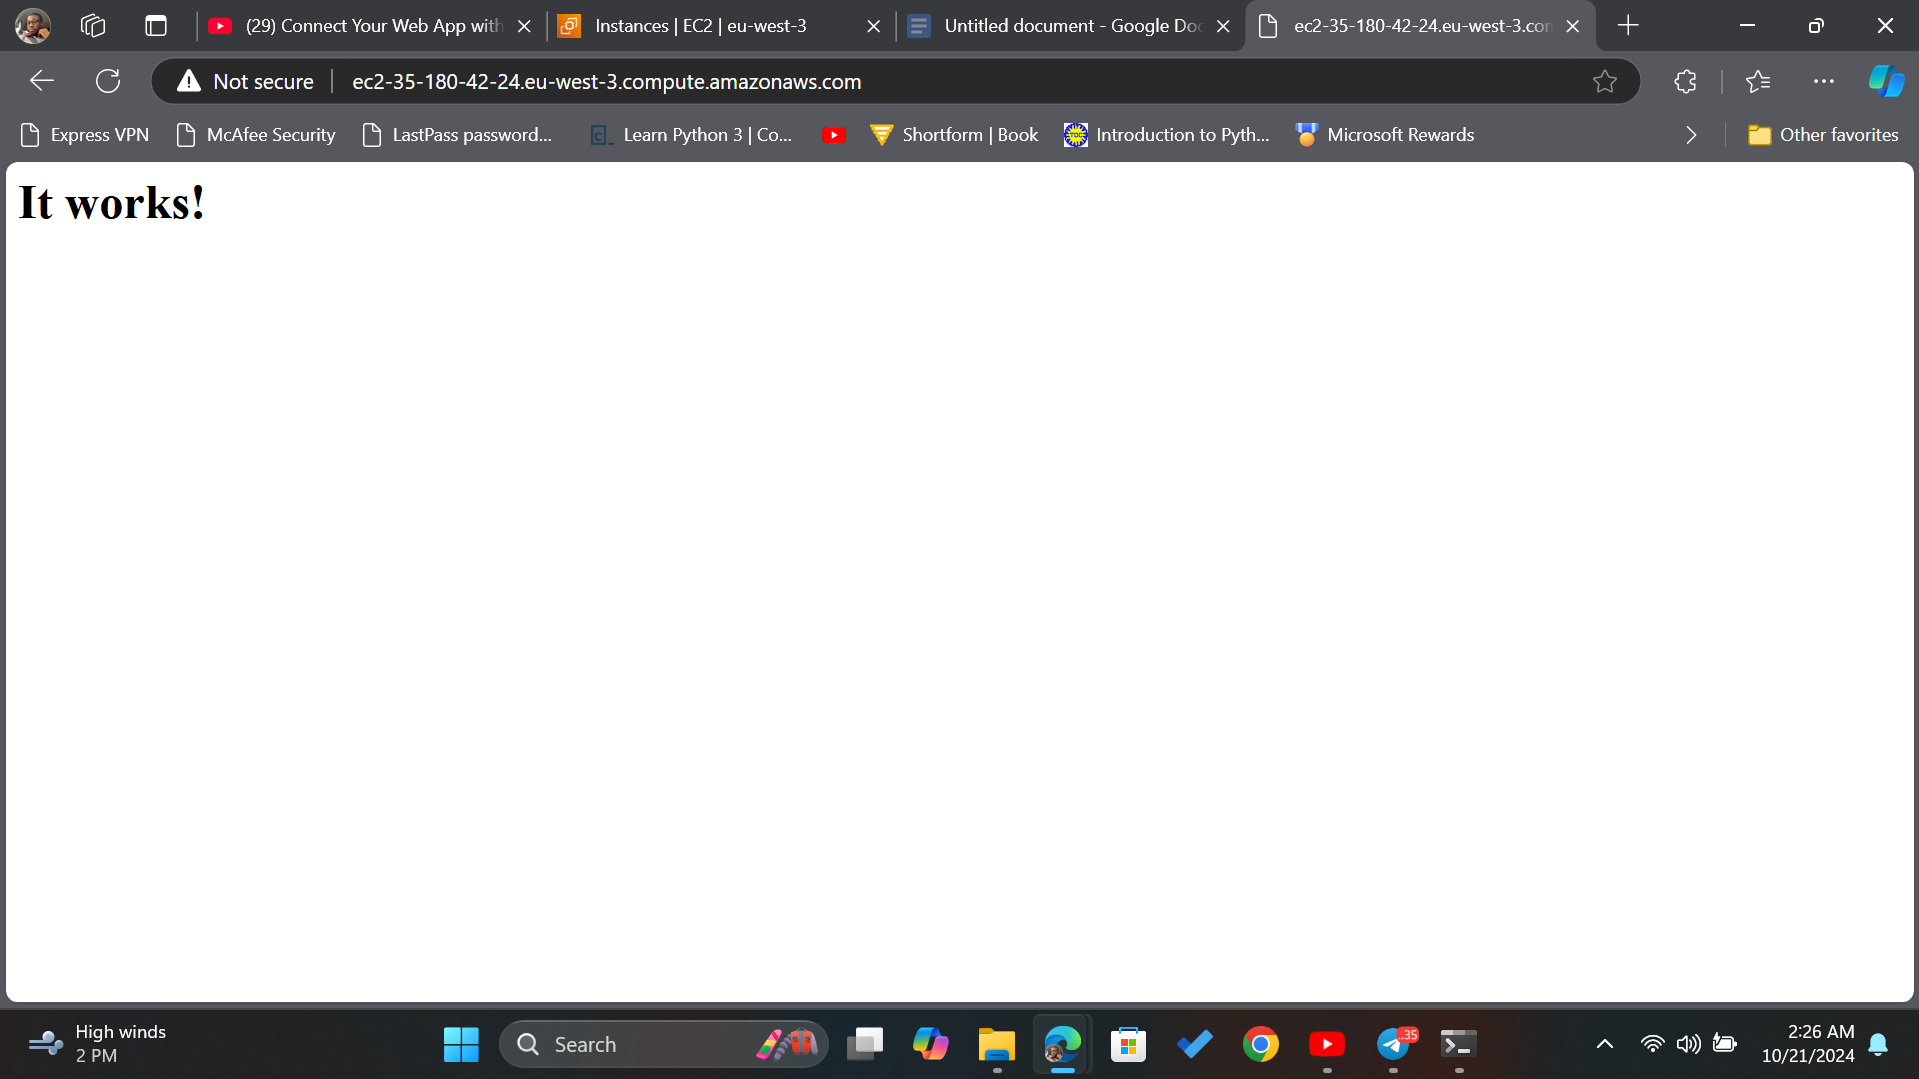 (29) Connect Your Web App with
Instances | EC2 | eu-west-3
Untitled document - Google Doc
ec2-35-180-42-24.eu-west-3.con
Not secure
ec2-35-180-42-24.eu-west-3.compute.amazonaws.com
Express VPN
McAfee Security
LastPass password...
Learn Python 3 | Co...
Shortform | Book
Introduction to Pyth...
Microsoft Rewards
Other favorites
It works!
High winds
2 PM
Search
..35
2:26 AM
10/21/2024